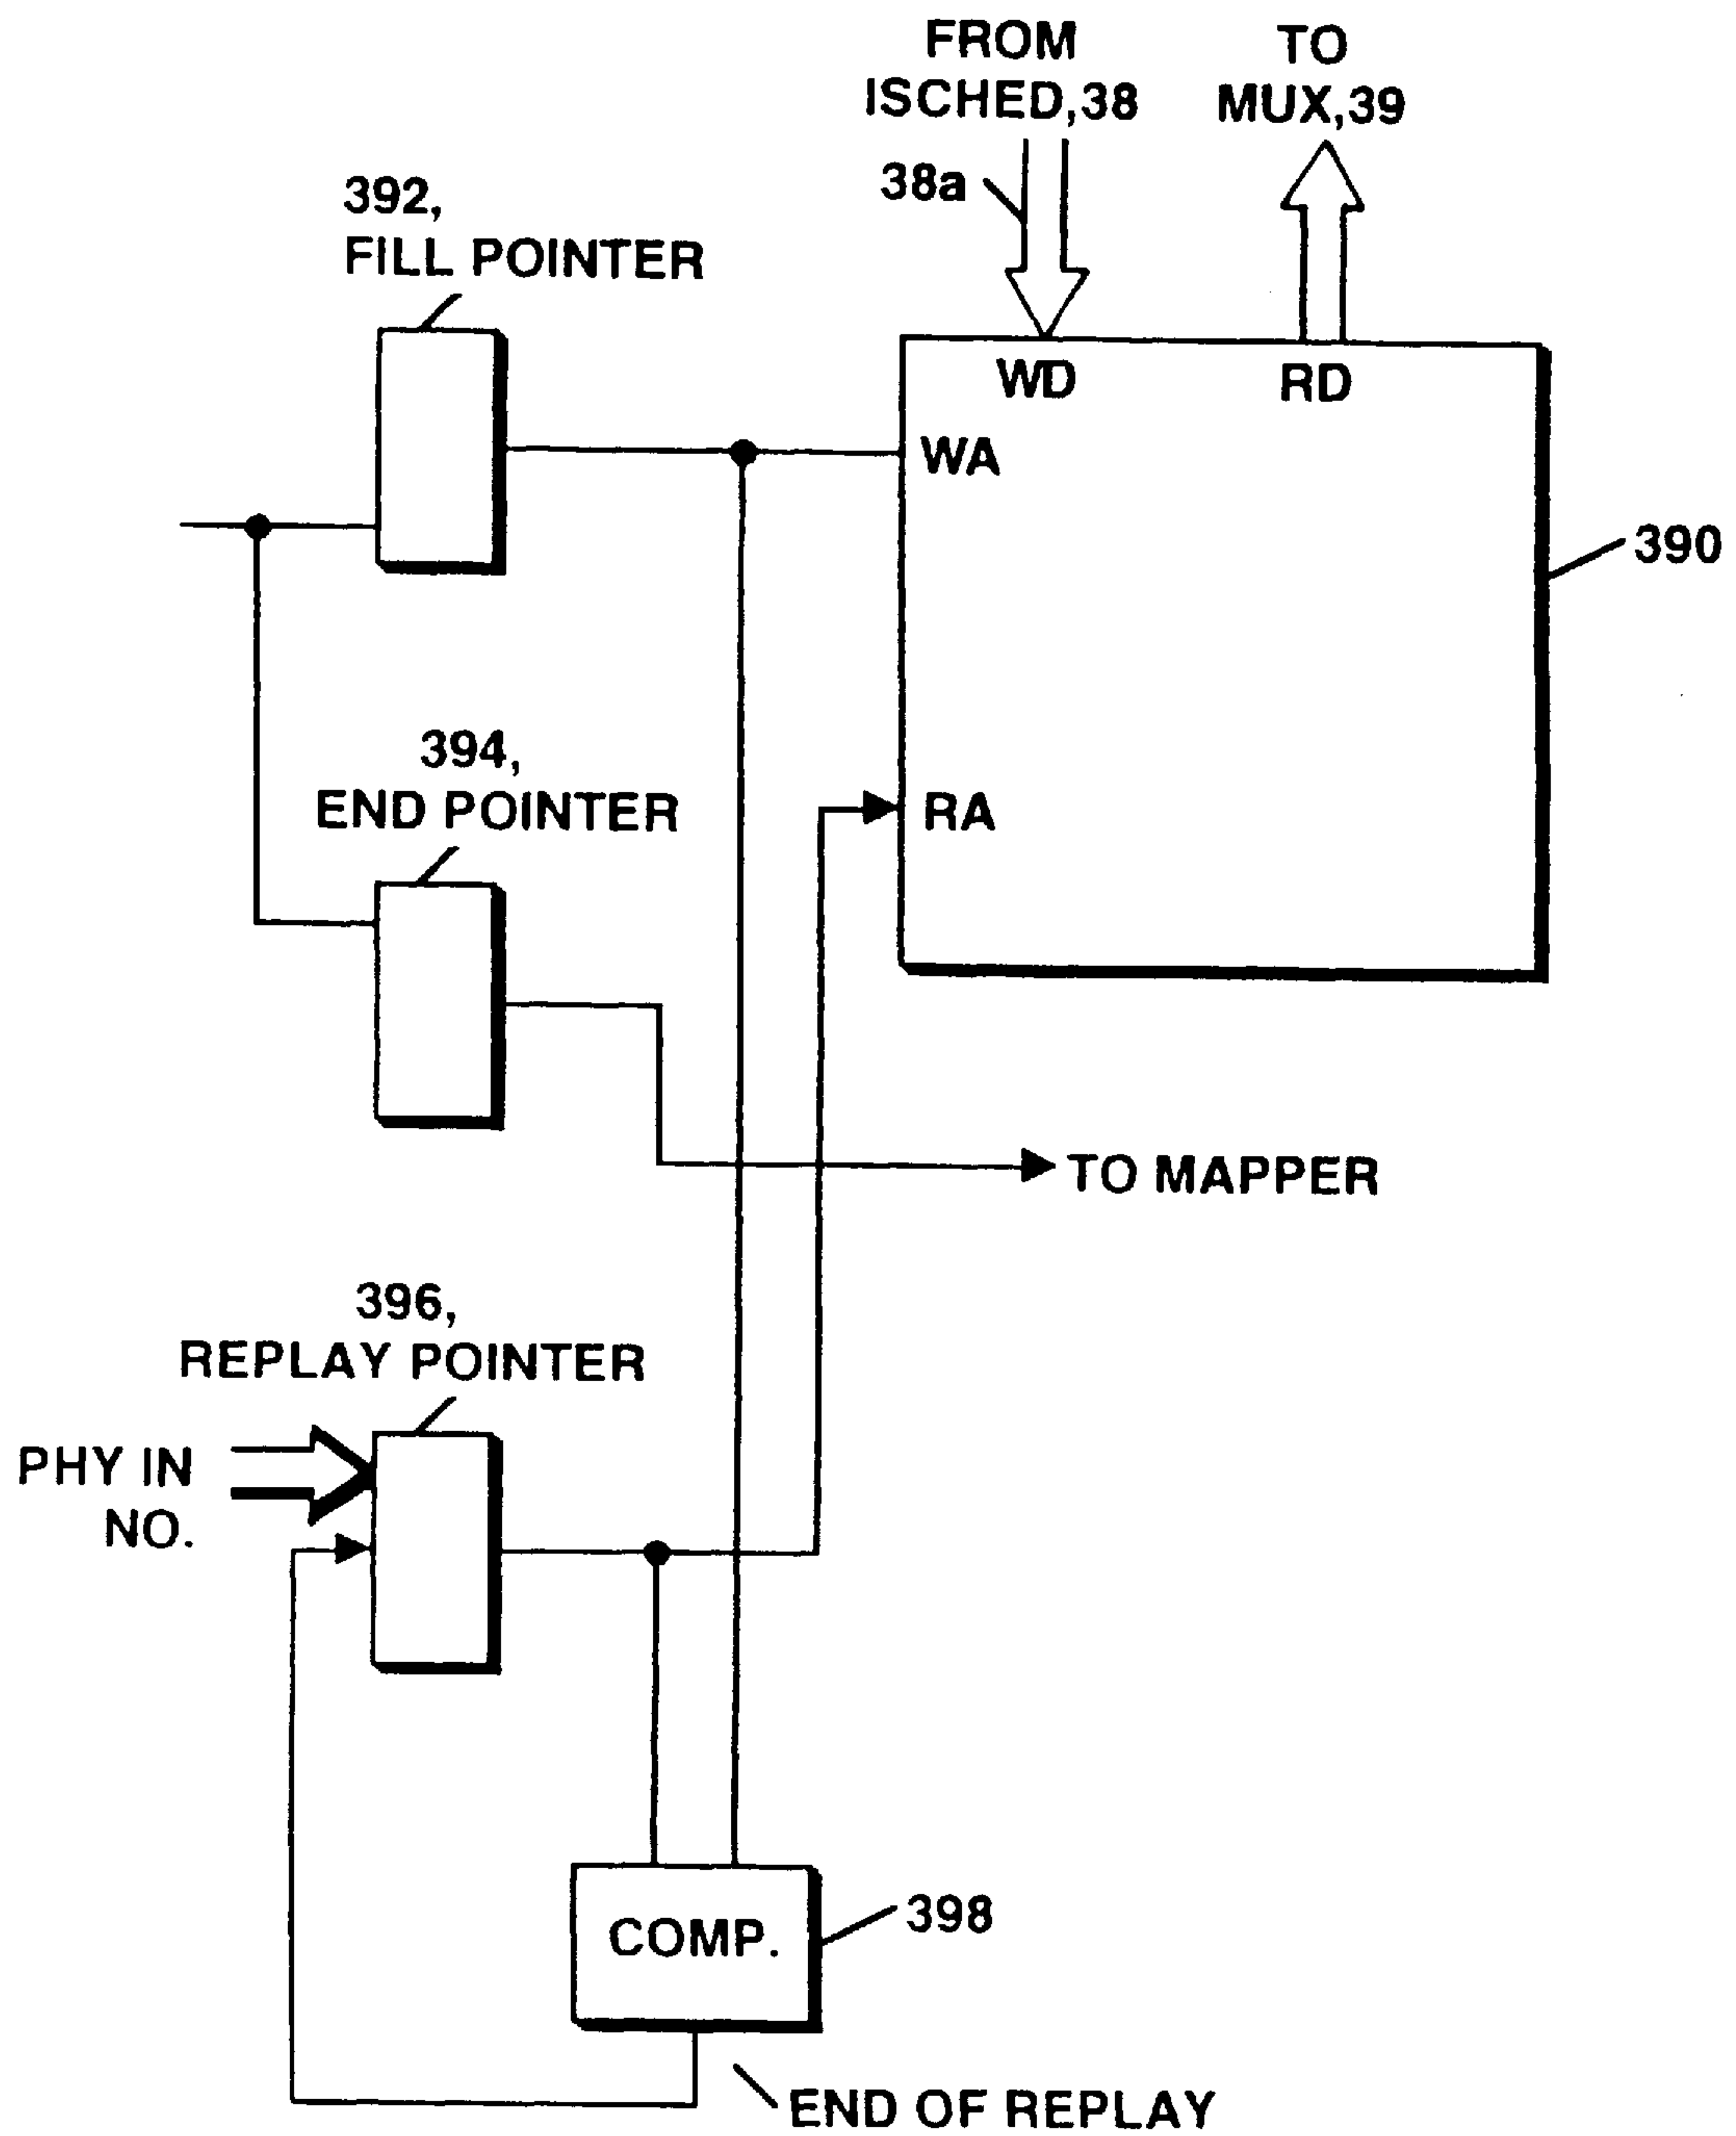 FROM
ISCHED,38
TO
MUX,39
38a
392,
FILL POINTER
WD
RD
WA
390
394,
END POINTER
RA
TO MAPPER
396,
REPLAY POINTER
PHY IN
NO.
COMP.
398
END OF REPLAY